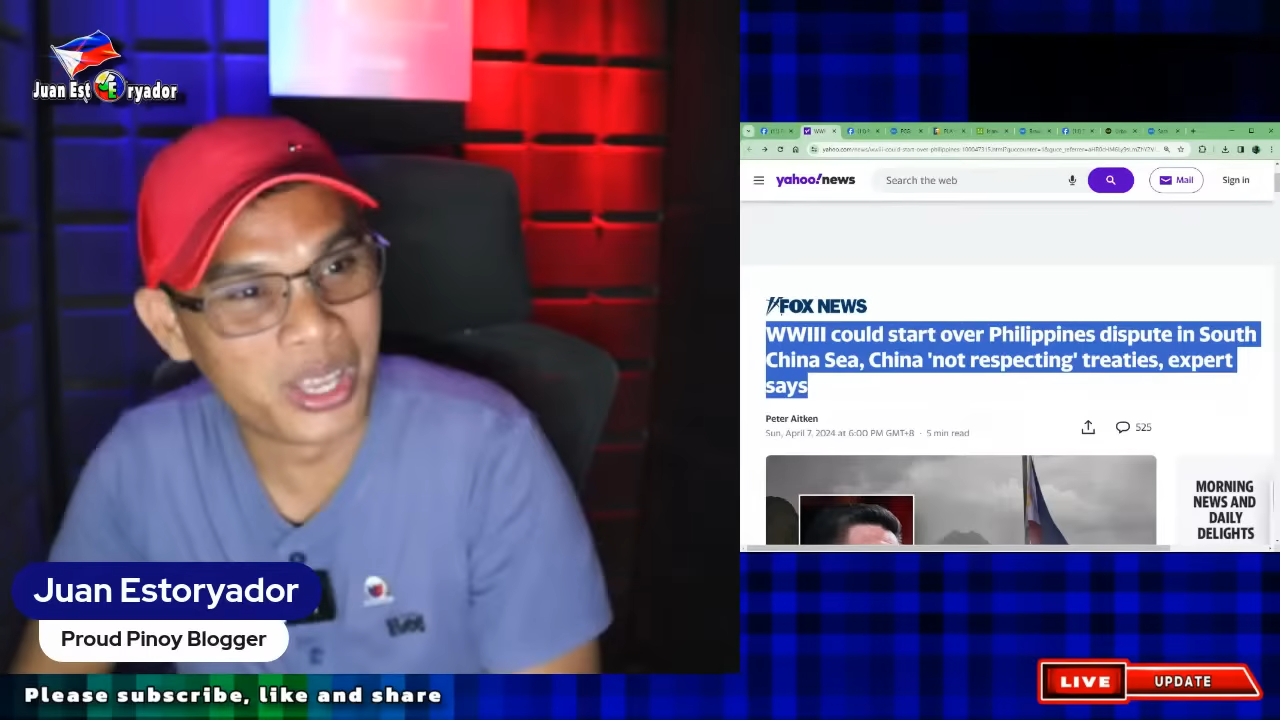 Juan Est ryador
yahoo!news
Search the web
Mail
Sign in
FOX NEWS
WWIII could start over Philippines dispute in South
China Sea, China 'not respecting' treaties, expert
says
Peter Aitken
Sun, April 7, 2024 at 6:00 PM GMT+8 · 5 min read
525
MORNING
NEWS AND
DAILY
DELIGHTS
Juan Estoryador
Proud Pinoy Blogger
Please subscribe, like and share
LIVE UPDATE